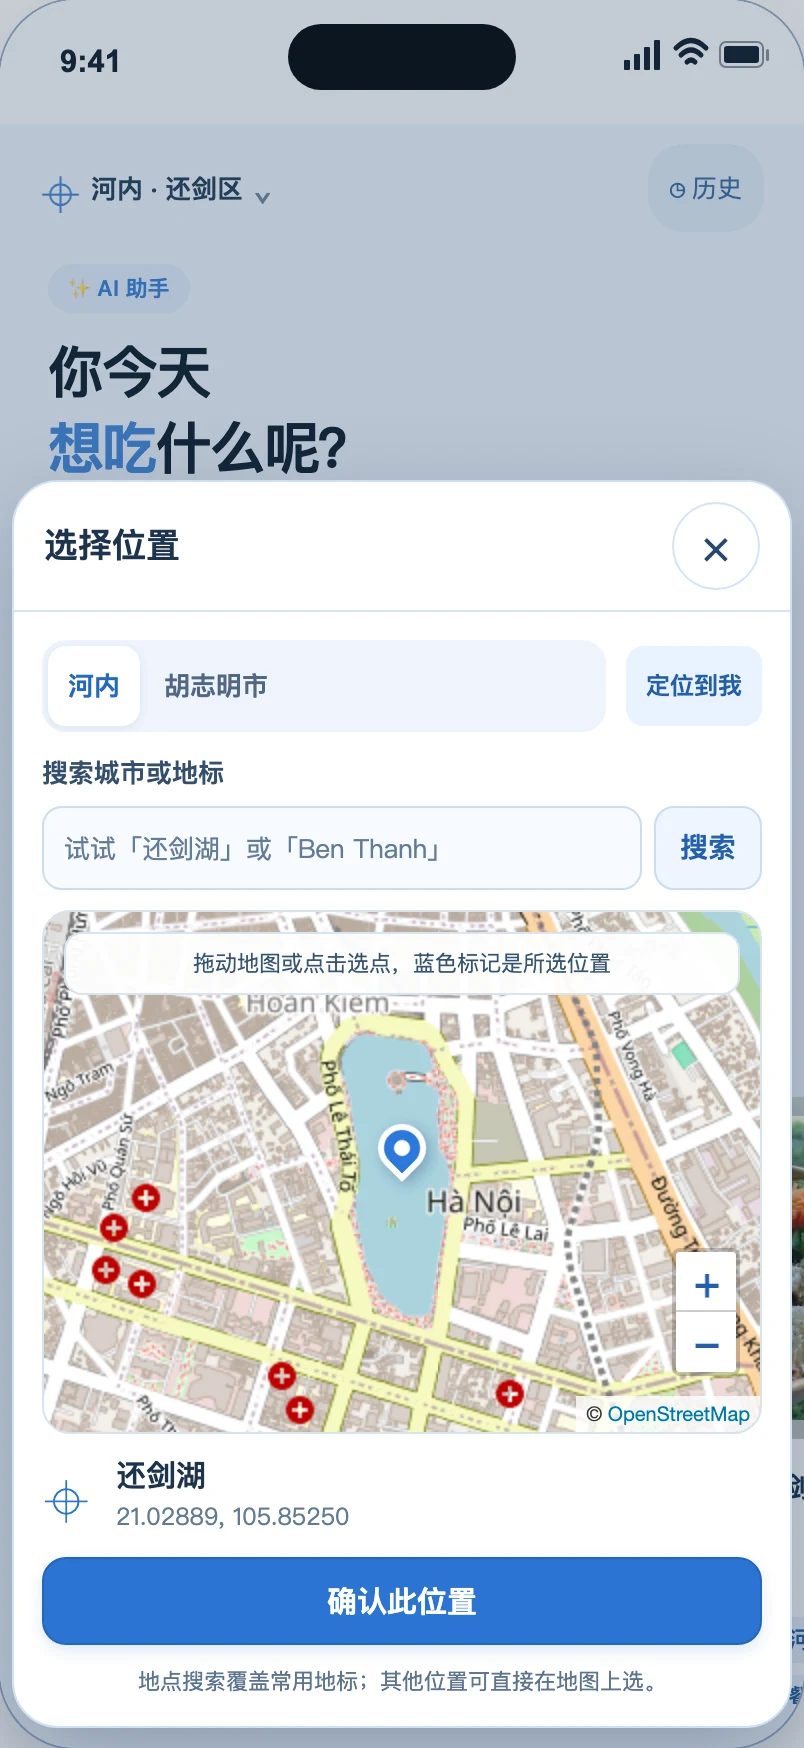 9:41
河内 · 还剑区
历史
✨ AI 助手
你今天
想吃什么呢?
选择位置
河内
胡志明市
定位到我
搜索城市或地标
试试「还剑湖」或「Ben Thanh」
搜索
拖动地图或点击选点，蓝色标记是所选位置
Hoàn Kiếm
Ngõ Trạm
Phố Vọng Hà
Phố Lê Thái Tổ
Phố Quán Sứ
Ngõ Hội Vũ
Hà Nội
Phố Lê Lai
+
−
© OpenStreetMap
还剑湖
21.02889, 105.85250
确认此位置
地点搜索覆盖常用地标；其他位置可直接在地图上选。